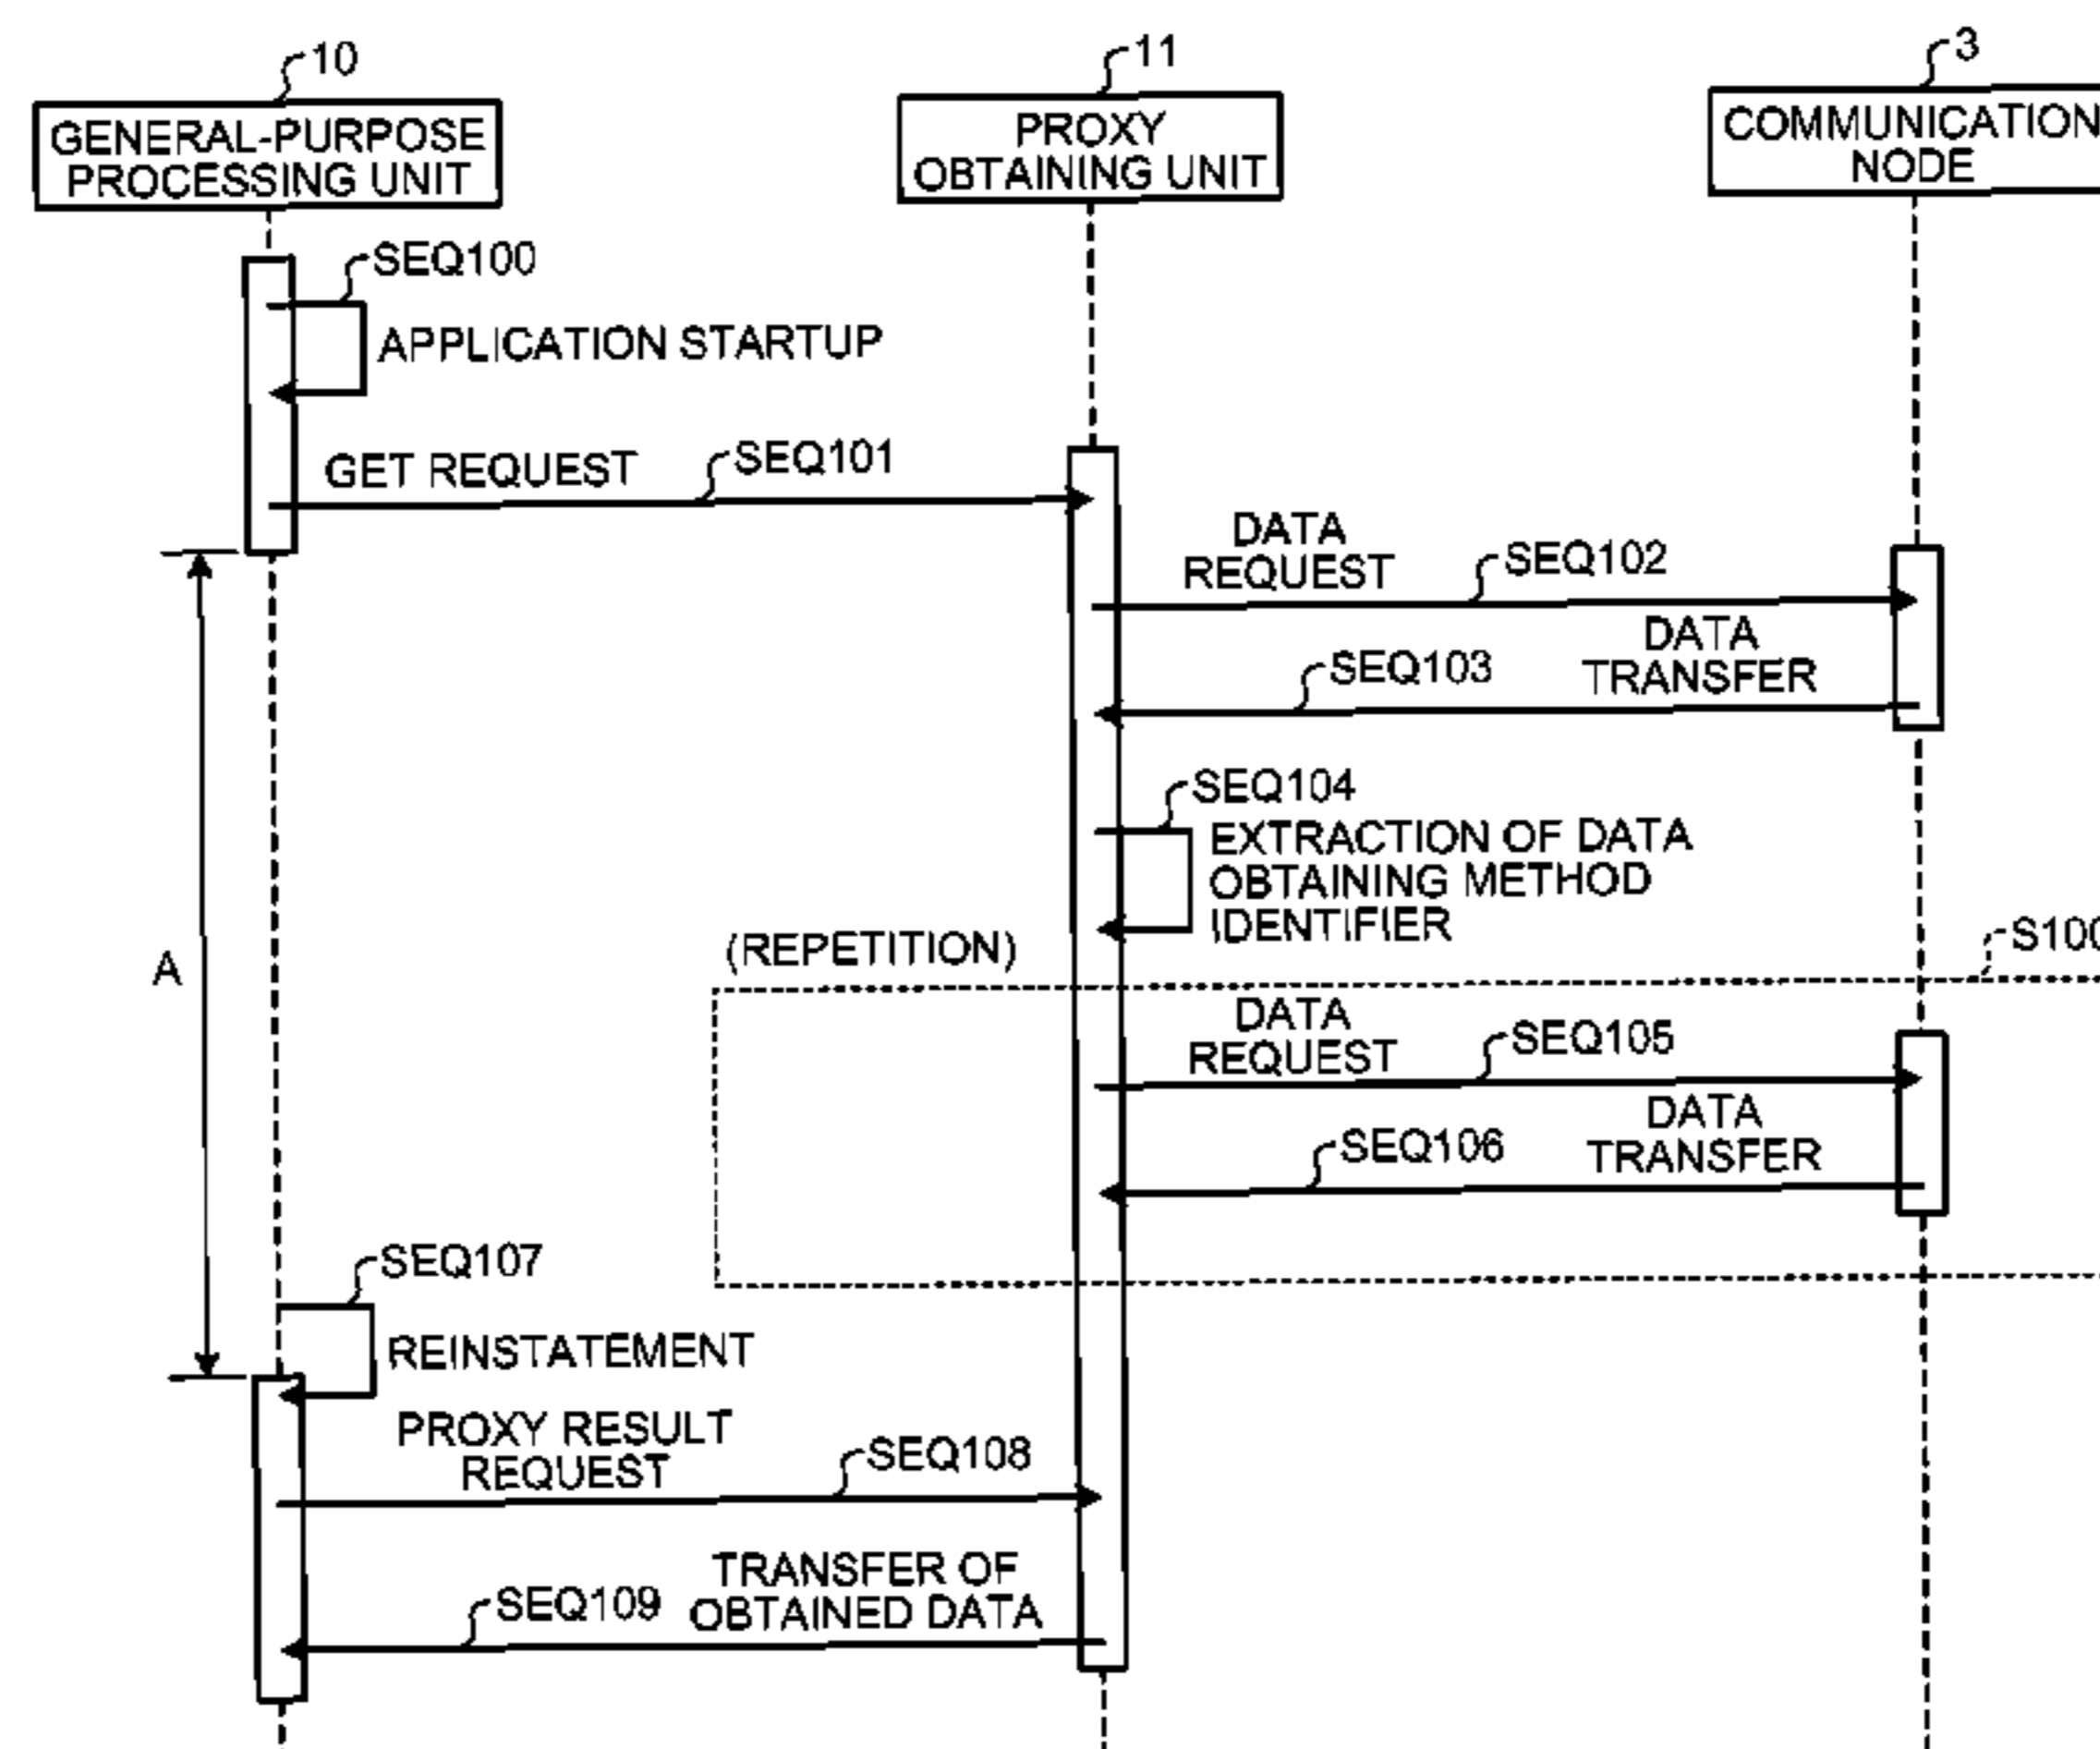 10
11
3
GENERAL-PURPOSE
PROCESSING UNIT
PROXY
OBTAINING UNIT
COMMUNICATION
NODE
SEQ100
APPLICATION STARTUP
GET REQUEST
SEQ101
DATA
REQUEST
SEQ102
DATA
TRANSFER
SEQ103
SEQ104
EXTRACTION OF DATA
OBTAINING METHOD
IDENTIFIER
(REPETITION)
S100
A
DATA
REQUEST
SEQ105
DATA
TRANSFER
SEQ106
SEQ107
REINSTATEMENT
PROXY RESULT
REQUEST
SEQ108
TRANSFER OF
OBTAINED DATA
SEQ109